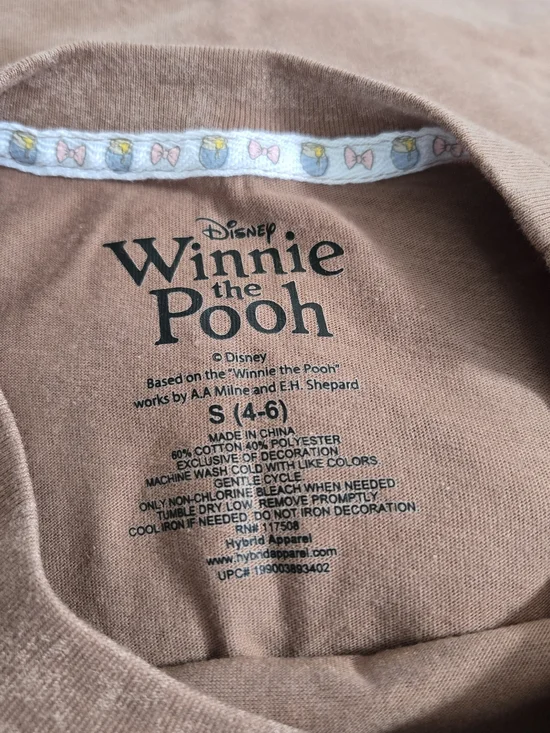 Disney
Winnie
the
Pooh
© Disney
Based on the "Winnie the Pooh"
works by A.A Milne and E.H. Shepard
S (4-6)
MADE IN CHINA
60% COTTON 40% POLYESTER
EXCLUSIVE OF DECORATION
MACHINE WASH COLD WITH LIKE COLORS
GENTLE CYCLE
ONLY NON-CHLORINE BLEACH WHEN NEEDED
TUMBLE DRY LOW. REMOVE PROMPTLY
COOL IRON IF NEEDED. DO NOT IRON DECORATION
RN# 117508
Hybrid Apparel
www.hybridapparel.com
UPC# 199003893402